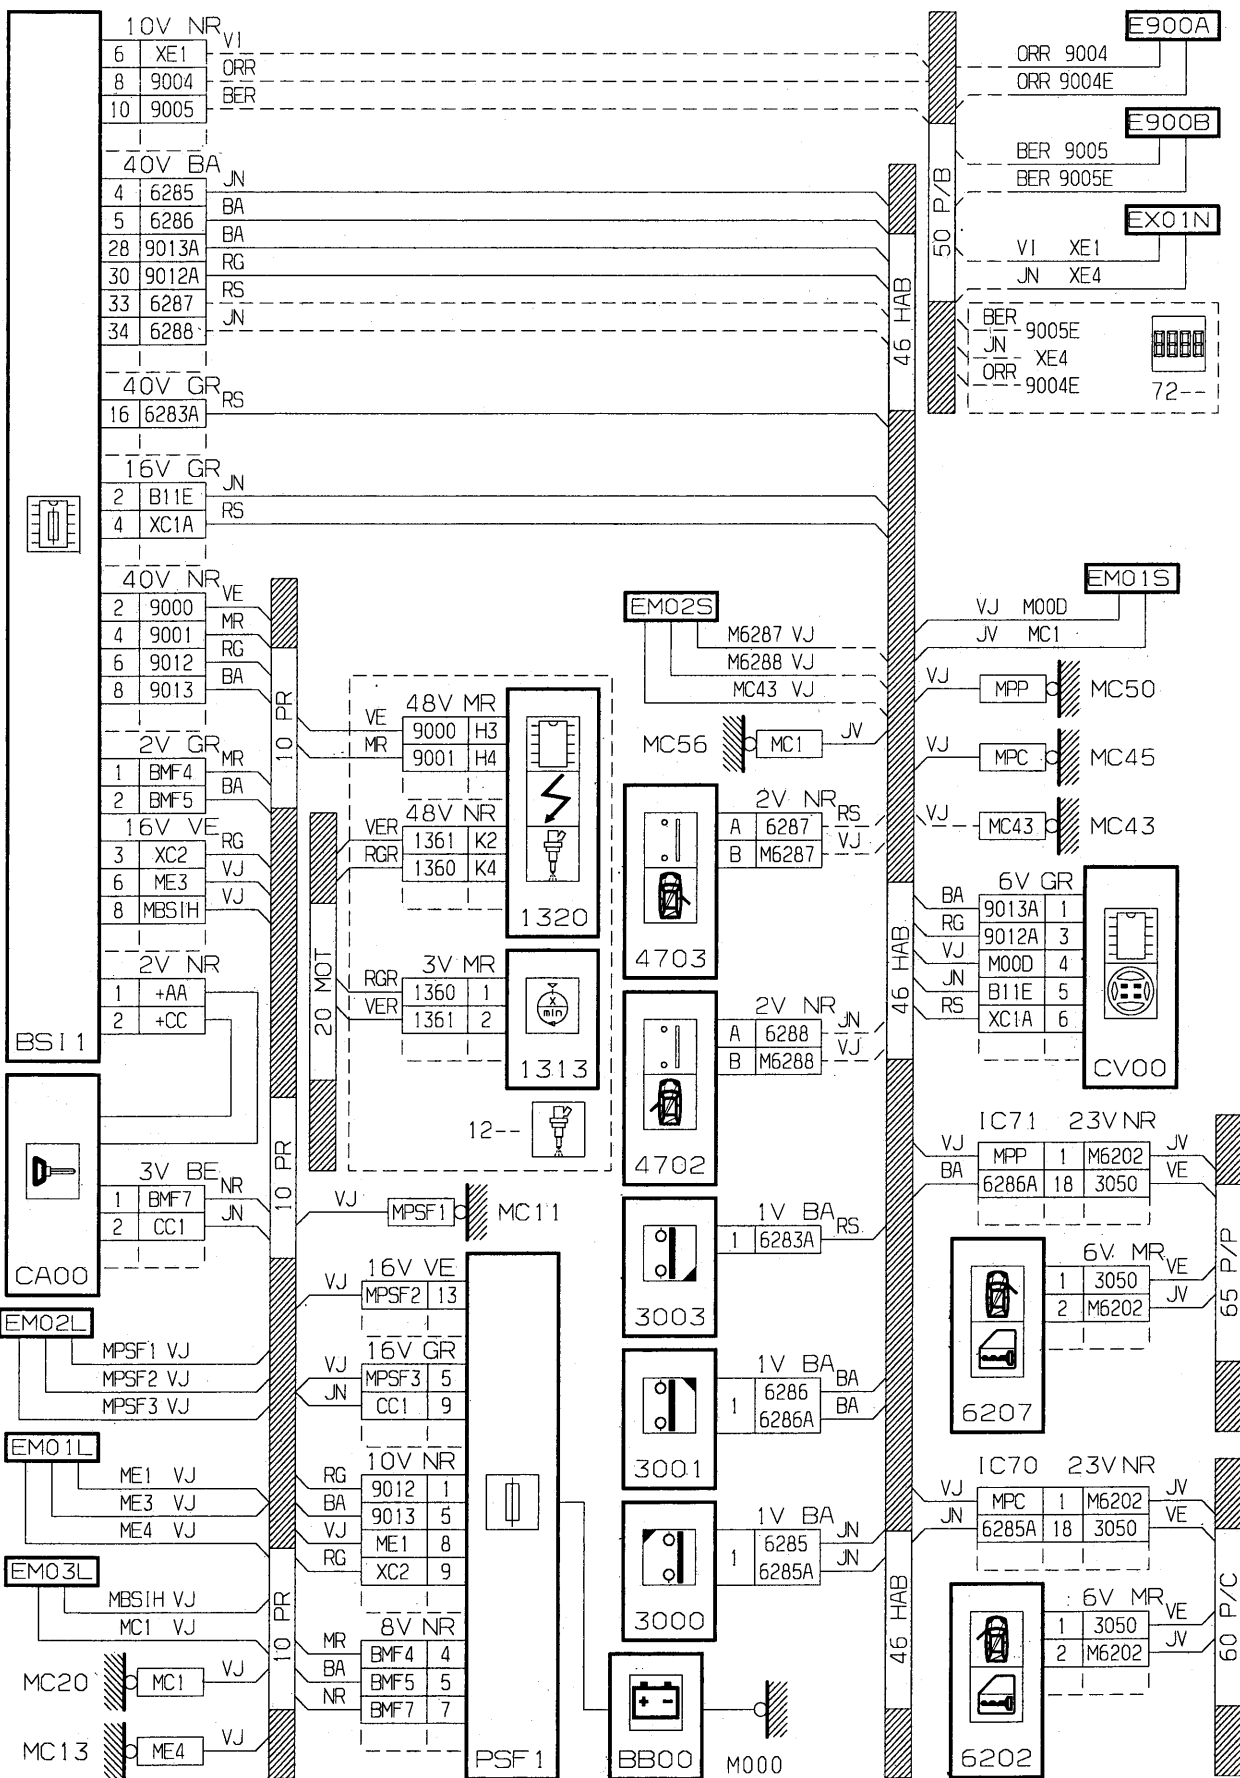 10V NR
6 XE1 VI
8 9004 ORR
10 9005 BER
40V BA
4 6285 JN
5 6286 BA
28 9013A BA
30 9012A RG
33 6287 RS
34 6288 JN
40V GR
16 6283A RS
16V GR
2 B11E JN
4 XC1A RS
40V NR
2 9000 VE
4 9001 MR
6 9012 RG
8 9013 BA
2V GR
1 BMF4 MR
2 BMF5 BA
16V VE
3 XC2 RG
6 ME3 VJ
8 MBSIH VJ
2V NR
1 +AA
2 +CC
BSI1
3V BE
1 BMF7 NR
2 CC1 JN
CA00
EM02L
MPSF1 VJ
MPSF2 VJ
MPSF3 VJ
EM01L
ME1 VJ
ME3 VJ
ME4 VJ
EM03L
MBSIH VJ
MC1 VJ
MC20 MC1 VJ
MC13 ME4 VJ
10 PR
10 PR
10 PR
20 MOT
48V MR
VE 9000 H3
MR 9001 H4
48V NR
VER 1361 K2
RGR 1360 K4
1320
3V MR
RGR 1360 1
VER 1361 2
1313
12--
VJ MPSF1 MC11
16V VE
VJ MPSF2 13
16V GR
VJ MPSF3 5
JN CC1 9
10V NR
RG 9012 1
BA 9013 5
VJ ME1 8
RG XC2 9
8V NR
MR BMF4 4
BA BMF5 5
NR BMF7 7
PSF1
EM02S
M6287 VJ
M6288 VJ
MC43 VJ
MC56 MC1 JV
2V NR
A 6287 RS
B M6287 VJ
4703
2V NR
A 6288 JN
B M6288 VJ
4702
1V BA
1 6283A RS
3003
1V BA
1 6286 BA
6286A BA
3001
1V BA
1 6285 JN
6285A JN
3000
BB00
M000
46 HAB
46 HAB
46 HAB
50 P/B
E900A
ORR 9004
ORR 9004E
E900B
BER 9005
BER 9005E
EX01N
VI XE1
JN XE4
BER 9005E
JN XE4
ORR 9004E
72--
EM01S
VJ M00D
JV MC1
VJ MPP MC50
VJ MPC MC45
VJ MC43 MC43
6V GR
BA 9013A 1
RG 9012A 3
VJ M00D 4
JN B11E 5
RS XC1A 6
CV00
IC71 23V NR
VJ MPP 1 M6202 JV
BA 6286A 18 3050 VE
6V MR
1 3050 VE
2 M6202 JV
6207
65 P/P
IC70 23V NR
VJ MPC 1 M6202 JV
JN 6285A 18 3050 VE
6V MR
1 3050 VE
2 M6202 JV
6202
60 P/C